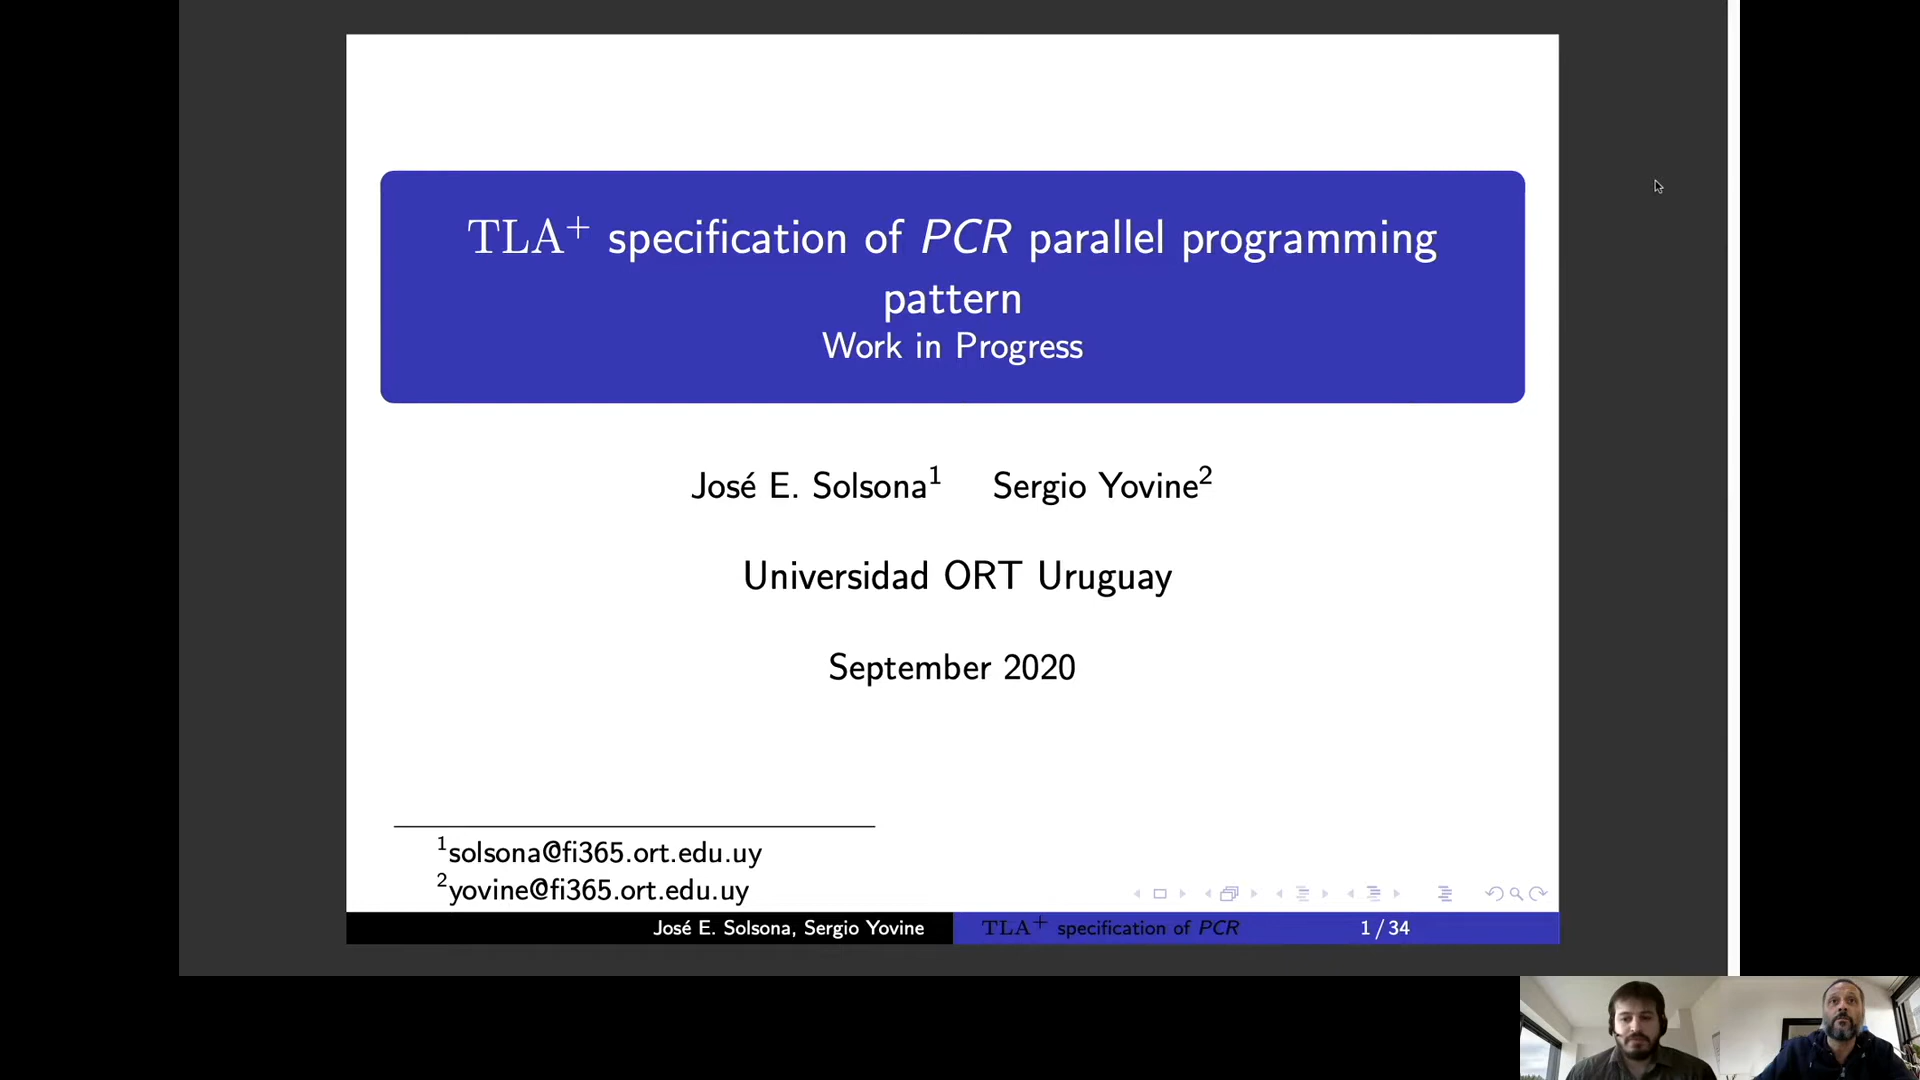 TLA+ specification of PCR parallel programming
pattern
Work in Progress
José E. Solsona¹ Sergio Yovine²
Universidad ORT Uruguay
September 2020
¹solsona@fi365.ort.edu.uy
²yovine@fi365.ort.edu.uy
José E. Solsona, Sergio Yovine TLA+ specification of PCR 1 / 34